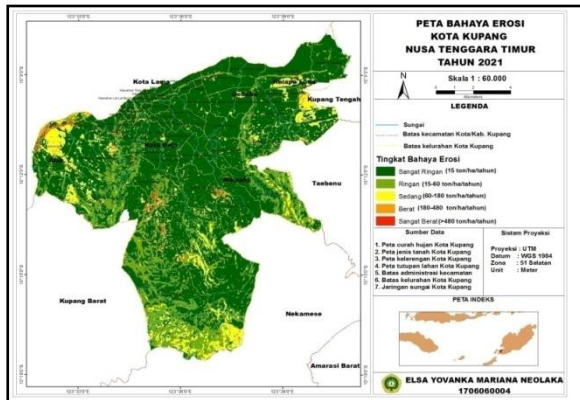 PETA BAHAYA EROSI
KOTA KUPANG
NUSA TENGGARA TIMUR
TAHUN 2021
Skala 1 : 60.000
N
LEGENDA
Sungai
Batas kecamatan Kota/Kab. Kupang
Batas kelurahan Kota Kupang
Tingkat Bahaya Erosi
Sangat Ringan (15 ton/ha/tahun)
Ringan (15-60 ton/ha/tahun)
Sedang (60-180 ton/ha/tahun)
Berat (180-480 ton/ha/tahun)
Sangat Berat (>480 ton/ha/tahun)
Sumber Data
1. Peta curah hujan Kota Kupang
2. Peta jenis tanah Kota Kupang
3. Peta kelerengan Kota Kupang
4. Peta tutupan lahan Kota Kupang
5. Batas administrasi kecamatan
6. Batas kelurahan Kota Kupang
7. Jaringan sungai Kota Kupang
Sistem Proyeksi
Proyeksi : UTM
Datum : WGS 1984
Zona : 51 Selatan
Unit : Meter
PETA INDEKS
ELSA YOVANKA MARIANA NEOLAKA
1706060004
Kota Lama
Kelapa Lima
Kupang Tengah
Taebenu
Kupang Barat
Nekamese
Amarasi Barat